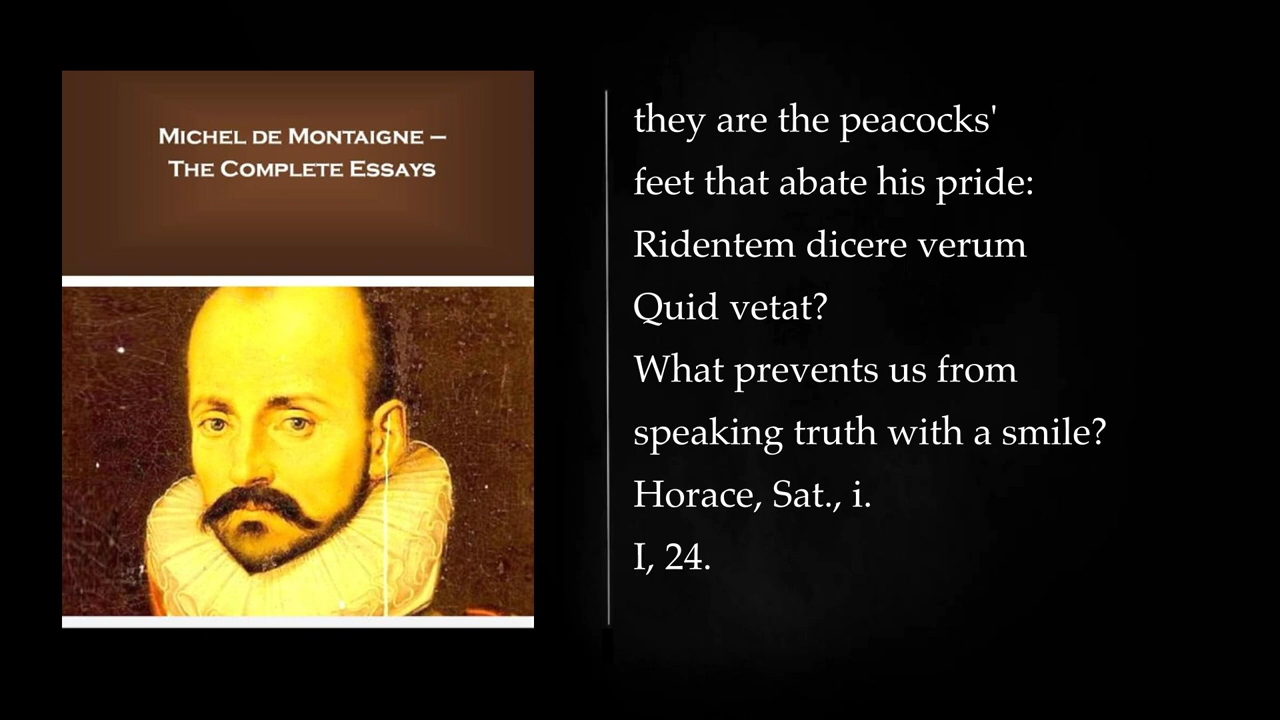 MICHEL DE MONTAIGNE –
THE COMPLETE ESSAYS
they are the peacocks'
feet that abate his pride:
Ridentem dicere verum
Quid vetat?
What prevents us from
speaking truth with a smile?
Horace, Sat., i.
I, 24.